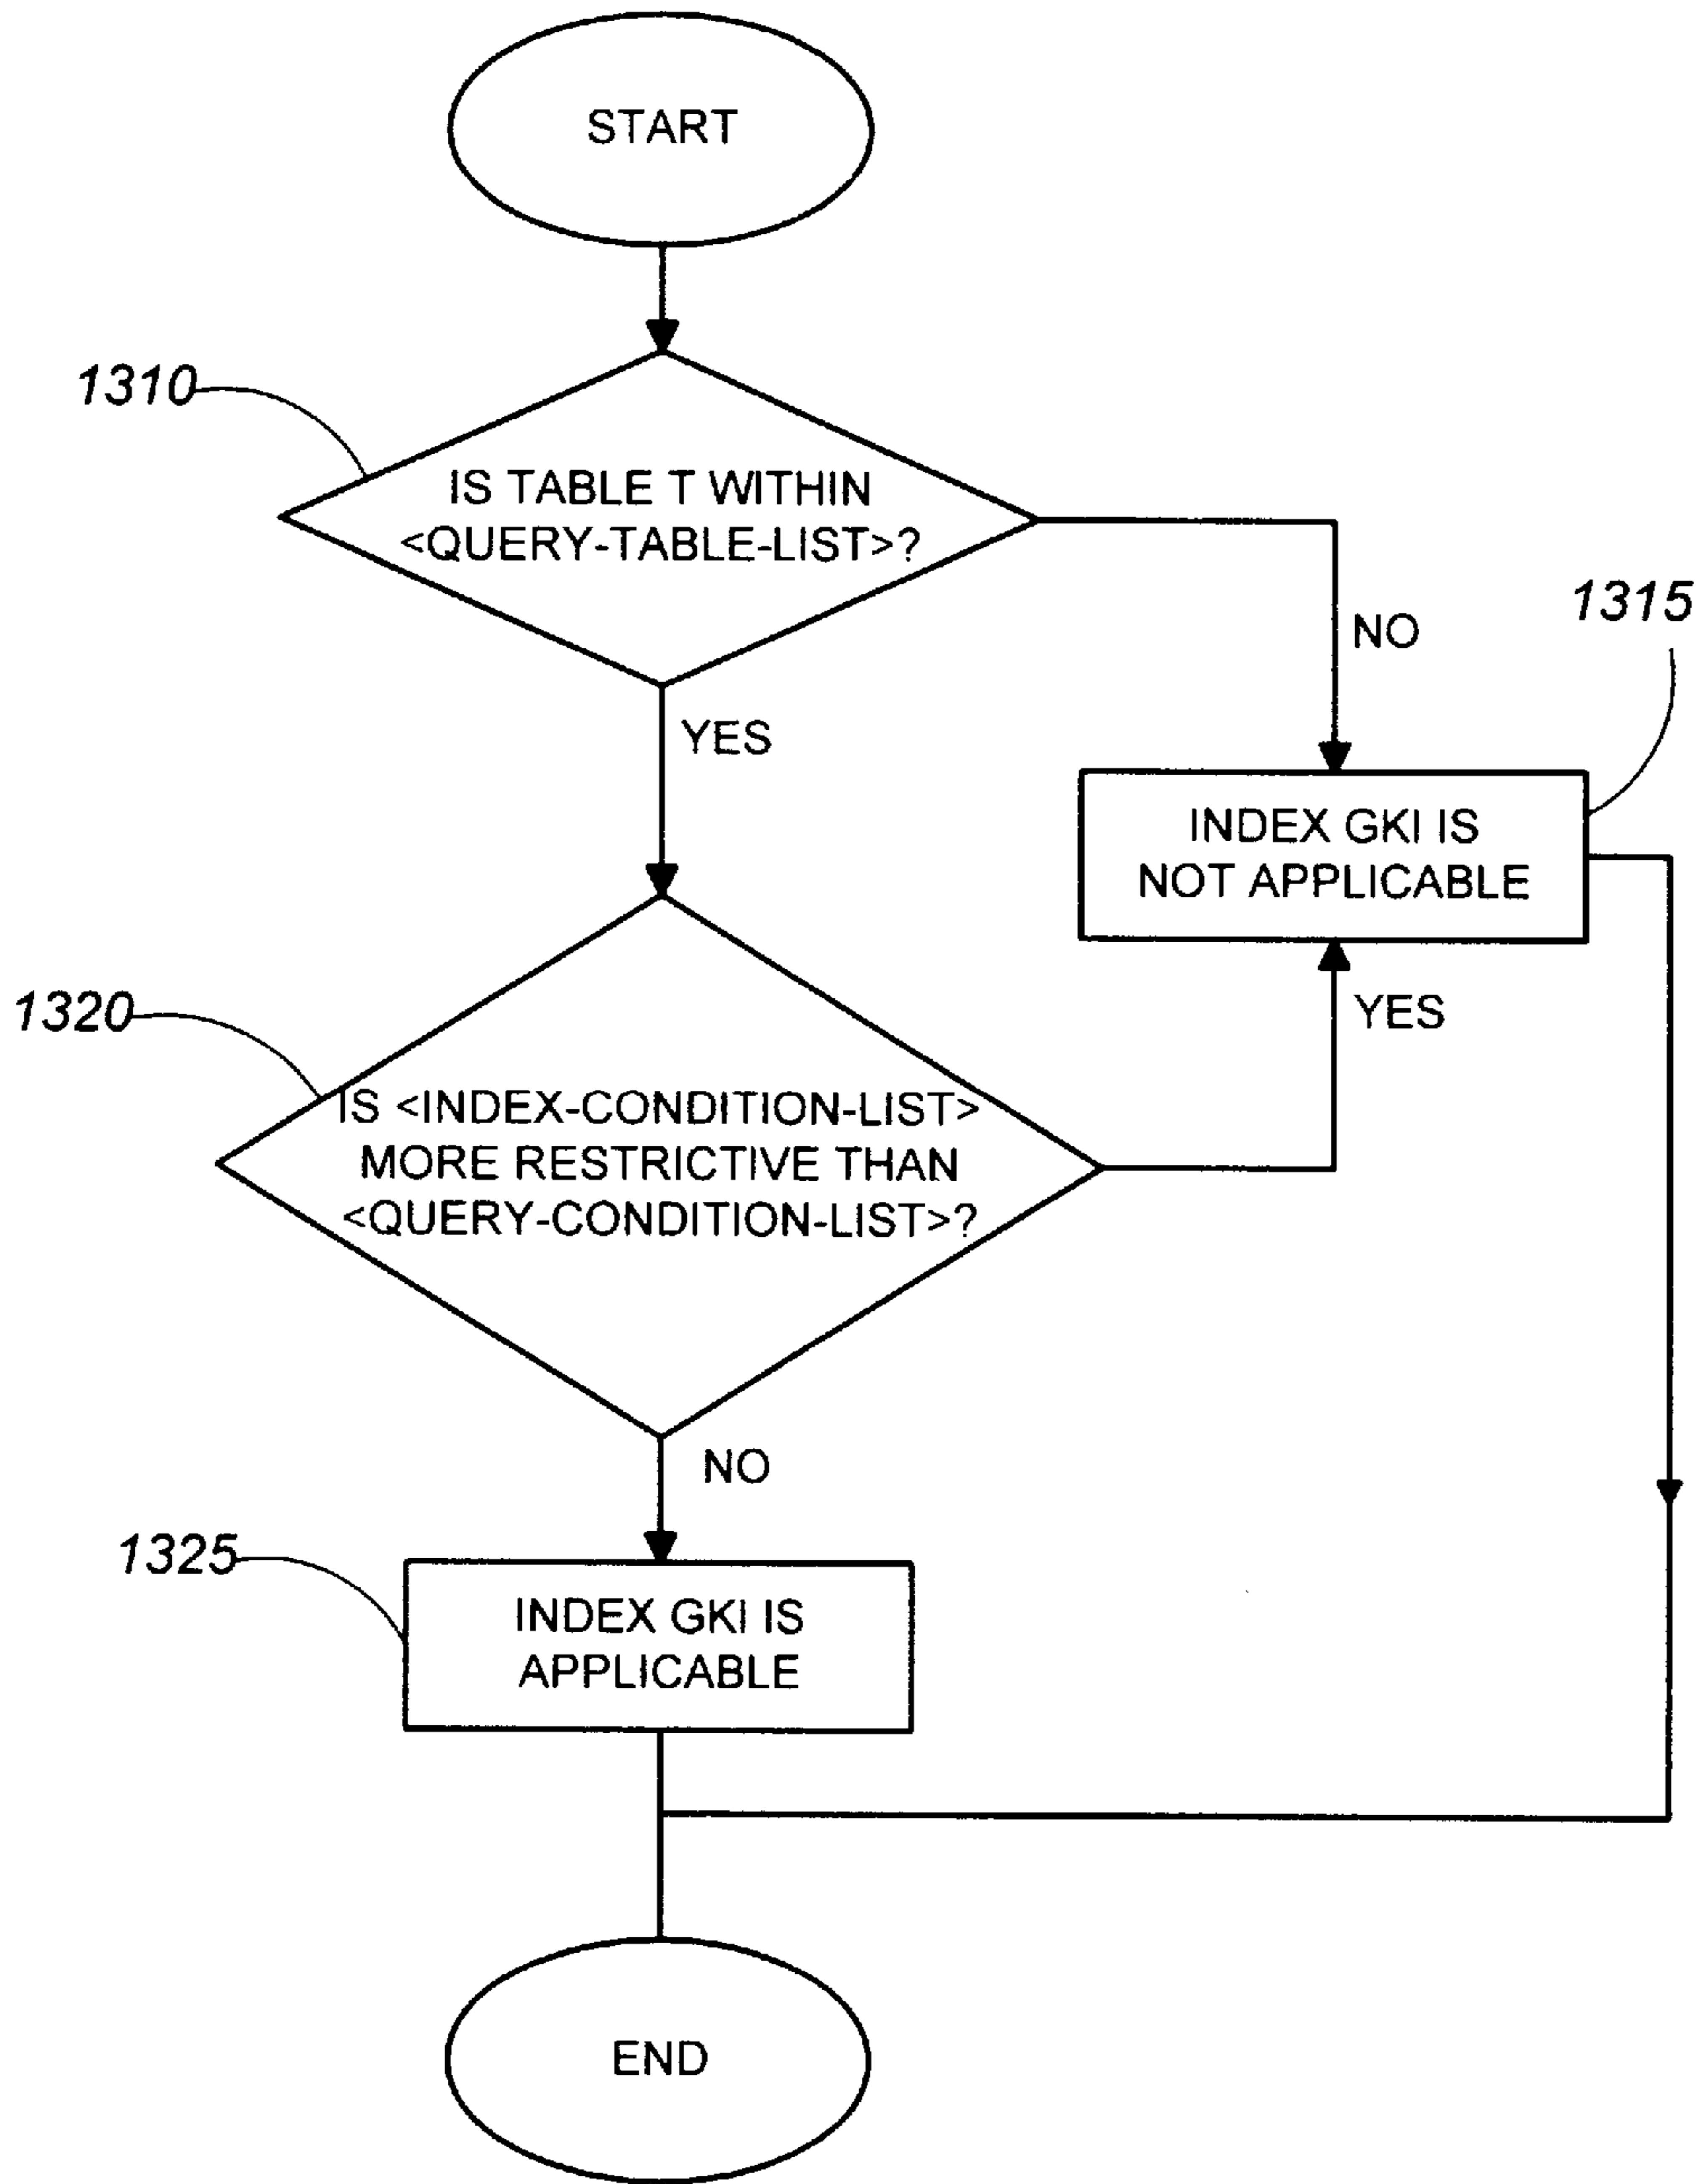 START
1310
IS TABLE T WITHIN
<QUERY-TABLE-LIST>?
NO
1315
YES
INDEX GKI IS
NOT APPLICABLE
1320
YES
IS <INDEX-CONDITION-LIST>
MORE RESTRICTIVE THAN
<QUERY-CONDITION-LIST>?
NO
1325
INDEX GKI IS
APPLICABLE
END